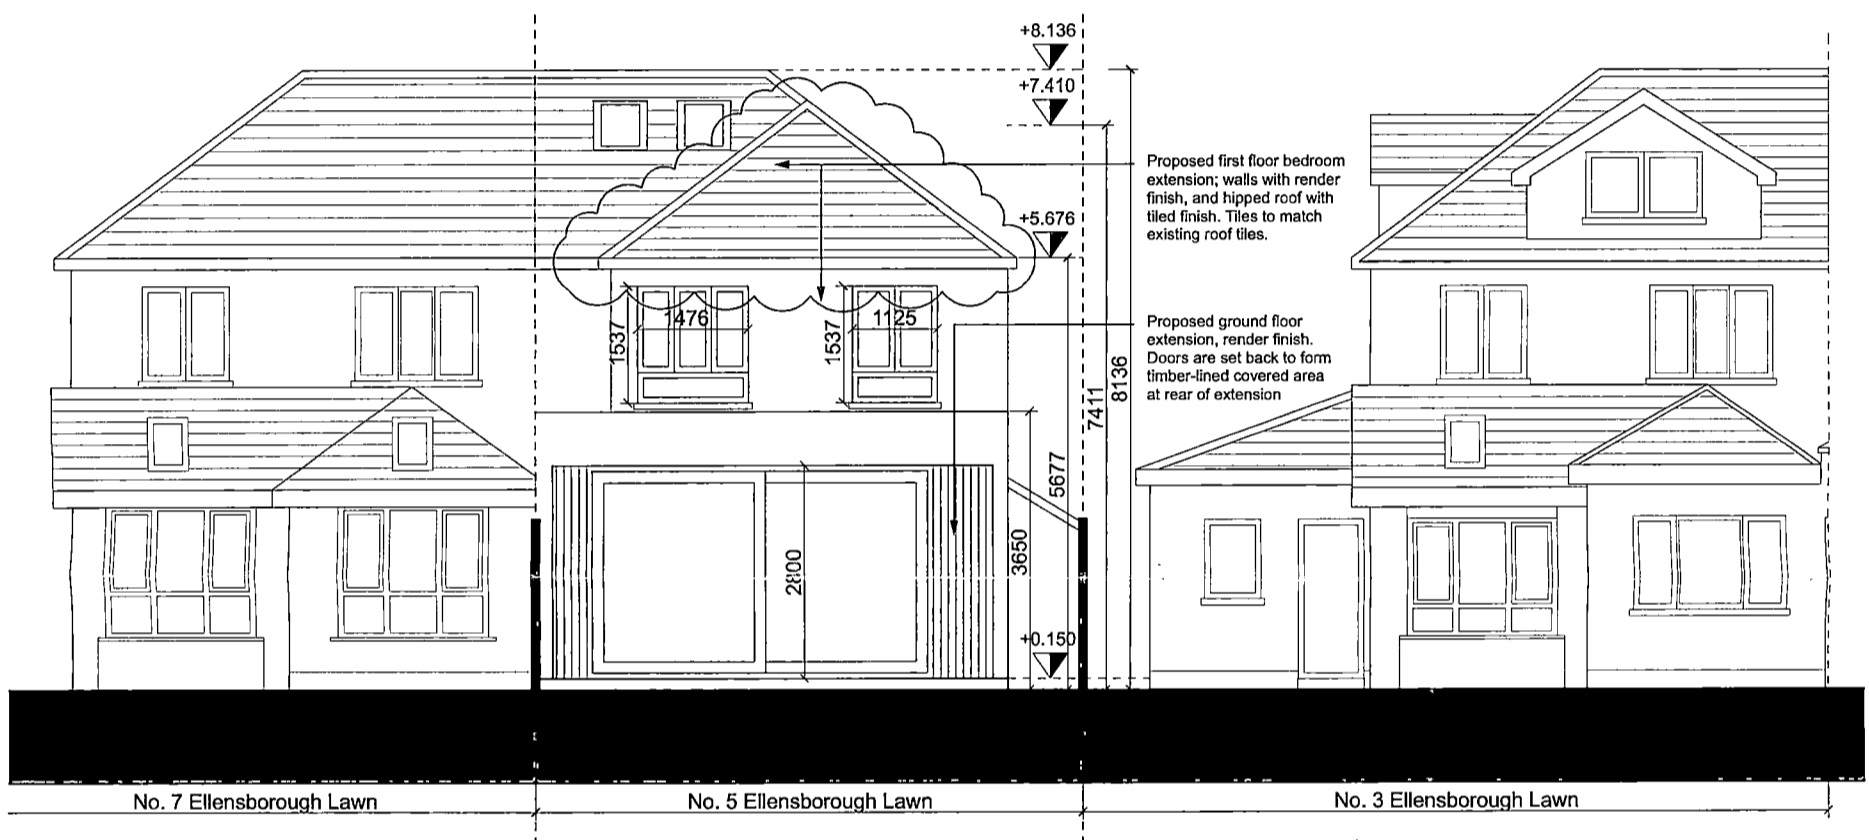 +8.136
+7.410
Proposed first floor bedroom
extension; walls with render
finish, and hipped roof with
tiled finish. Tiles to match
existing roof tiles.
+5.676
1476
1125
1537
1537
Proposed ground floor
extension, render finish.
Doors are set back to form
timber-lined covered area
at rear of extension
8136
7411
5677
3650
2800
+0.150
No. 7 Ellensborough Lawn
No. 5 Ellensborough Lawn
No. 3 Ellensborough Lawn